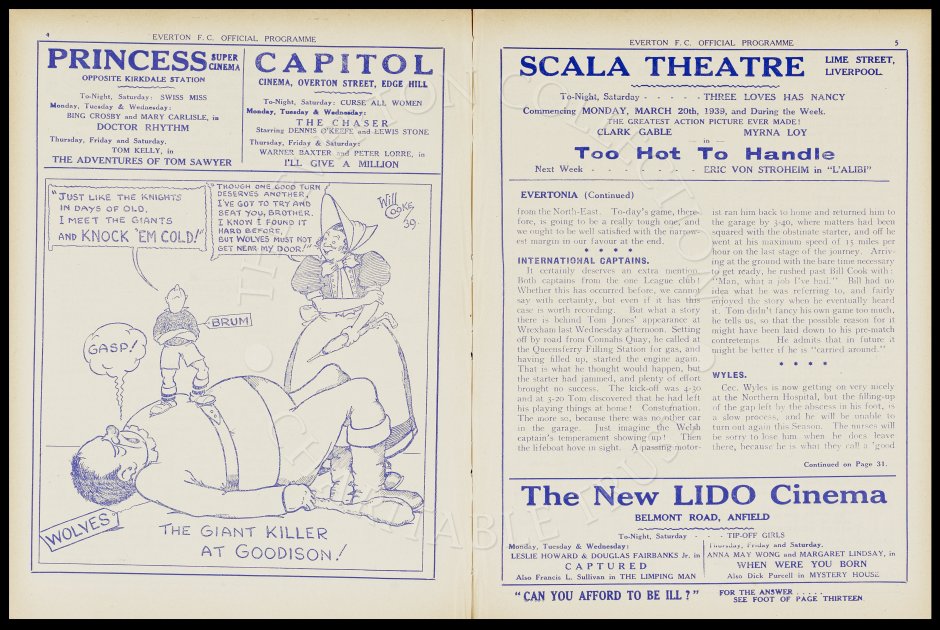 4
EVERTON F. C. OFFICIAL PROGRAMME
PRINCESS SUPER CINEMA
OPPOSITE KIRKDALE STATION
To-Night, Saturday: SWISS MISS
Monday, Tuesday & Wednesday:
BING CROSBY and MARY CARLISLE, in
DOCTOR RHYTHM
Thursday, Friday and Saturday.
TOM KELLY, in
THE ADVENTURES OF TOM SAWYER
CAPITOL
CINEMA, OVERTON STREET, EDGE HILL
To-Night, Saturday: CURSE ALL WOMEN
Monday, Tuesday & Wednesday:
THE CHASER
Starring DENNIS O'KEEFE and LEWIS STONE
Thursday, Friday & Saturday:
WARNER BAXTER and PETER LORRE, in
I'LL GIVE A MILLION
"JUST LIKE THE KNIGHTS
IN DAYS OF OLD,
I MEET THE GIANTS
AND KNOCK 'EM COLD!"
"THOUGH ONE GOOD TURN
DESERVES ANOTHER,
I'VE GOT TO TRY AND
BEAT YOU, BROTHER.
I KNOW I FOUND IT
HARD BEFORE,
BUT WOLVES MUST NOT
GET NEAR MY DOOR!"
Will
Cooke
39.
BRUM
GASP!
WOLVES
THE GIANT KILLER
AT GOODISON!
EVERTON F. C. OFFICIAL PROGRAMME
5
SCALA THEATRE
LIME STREET,
LIVERPOOL.
To-Night, Saturday - - - - - THREE LOVES HAS NANCY
Commencing MONDAY, MARCH 20th, 1939, and During the Week.
THE GREATEST ACTION PICTURE EVER MADE!
CLARK GABLE MYRNA LOY
— in —
Too Hot To Handle
Next Week - - - - - ERIC VON STROHEIM in "L'ALIBI"
EVERTONIA (Continued)
from the North-East. To-day's game, there-
fore, is going to be a really tough one, and
we ought to be well satisfied with the narrow-
est margin in our favour at the end.
* * * *
INTERNATIONAL CAPTAINS.
It certainly deserves an extra mention.
Both captains from the one League club!
Whether this has occurred before, we cannot
say with certainty, but even if it has this
case is worth recording. But what a story
there is behind Tom Jones' appearance at
Wrexham last Wednesday afternoon. Setting
off by road from Connahs Quay, he called at
the Queensferry Filling Station for gas, and
having filled up, started the engine again.
That is what he thought would happen, but
the starter had jammed, and plenty of effort
brought no success. The kick-off was 4-30
and at 3-20 Tom discovered that he had left
his playing things at home! Consternation.
The more so, because there was no other car
in the garage. Just imagine the Welsh
captain's temperament showing up! Then
the lifeboat hove in sight. A passing motor-
ist ran him back to home and returned him to
the garage by 3-40, where matters had been
squared with the obstinate starter, and off he
went at his maximum speed of 15 miles per
hour on the last stage of the journey. Arriv-
ing at the ground with the bare time necessary
to get ready, he rushed past Bill Cook with:
"Man, what a job I've had." Bill had no
idea what he was referring to, and fairly
enjoyed the story when he eventually heard
it. Tom didn't fancy his own game too much,
he tells us, so that the possible reason for it
might have been laid down to his pre-match
contretemps. He admits that in future it
might be better if he is "carried around."
* * * *
WYLES.
Cec. Wyles is now getting on very nicely
at the Northern Hospital, but the filling-up
of the gap left by the abscess in his foot, is
a slow process, and he will be unable to
turn out again this Season. The nurses will
be sorry to lose him when he does leave
there, because he is what they call a 'good
Continued on Page 31.
The New LIDO Cinema
BELMONT ROAD, ANFIELD
To-Night, Saturday - - - TIP-OFF GIRLS
Monday, Tuesday & Wednesday:
LESLIE HOWARD & DOUGLAS FAIRBANKS Jr. in
CAPTURED
Also Francis L. Sullivan in THE LIMPING MAN
Thursday, Friday and Saturday.
ANNA MAY WONG and MARGARET LINDSAY, in
WHEN WERE YOU BORN
Also Dick Purcell in MYSTERY HOUSE
"CAN YOU AFFORD TO BE ILL?"
FOR THE ANSWER . . . . .
SEE FOOT OF PAGE THIRTEEN